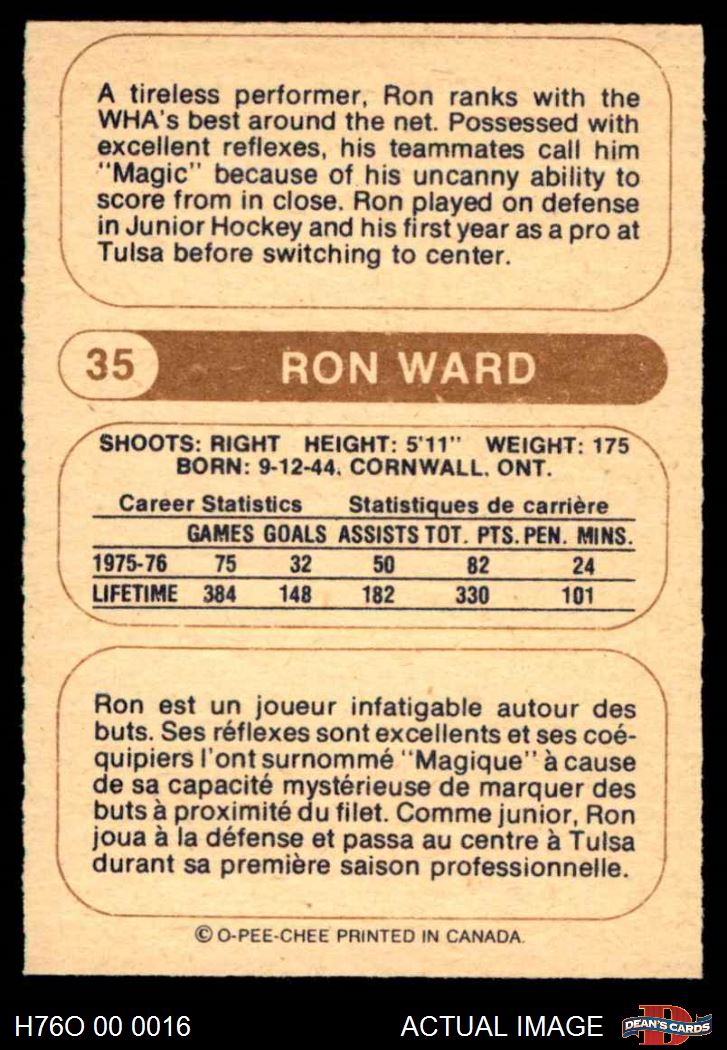 A tireless performer, Ron ranks with the
WHA's best around the net. Possessed with
excellent reflexes, his teammates call him
"Magic" because of his uncanny ability to
score from in close. Ron played on defense
in Junior Hockey and his first year as a pro at
Tulsa before switching to center.
35 RON WARD
SHOOTS: RIGHT HEIGHT: 5'11" WEIGHT: 175
BORN: 9-12-44, CORNWALL, ONT.
Career Statistics Statistiques de carrière
GAMES GOALS ASSISTS TOT. PTS. PEN. MINS.
1975-76 75 32 50 82 24
LIFETIME 384 148 182 330 101
Ron est un joueur infatigable autour des
buts. Ses réflexes sont excellents et ses coé-
quipiers l'ont surnommé "Magique" à cause
de sa capacité mystérieuse de marquer des
buts à proximité du filet. Comme junior, Ron
joua à la défense et passa au centre à Tulsa
durant sa première saison professionnelle.
© O-PEE-CHEE PRINTED IN CANADA.
H76O 00 0016 ACTUAL IMAGE D DEAN'S CARDS